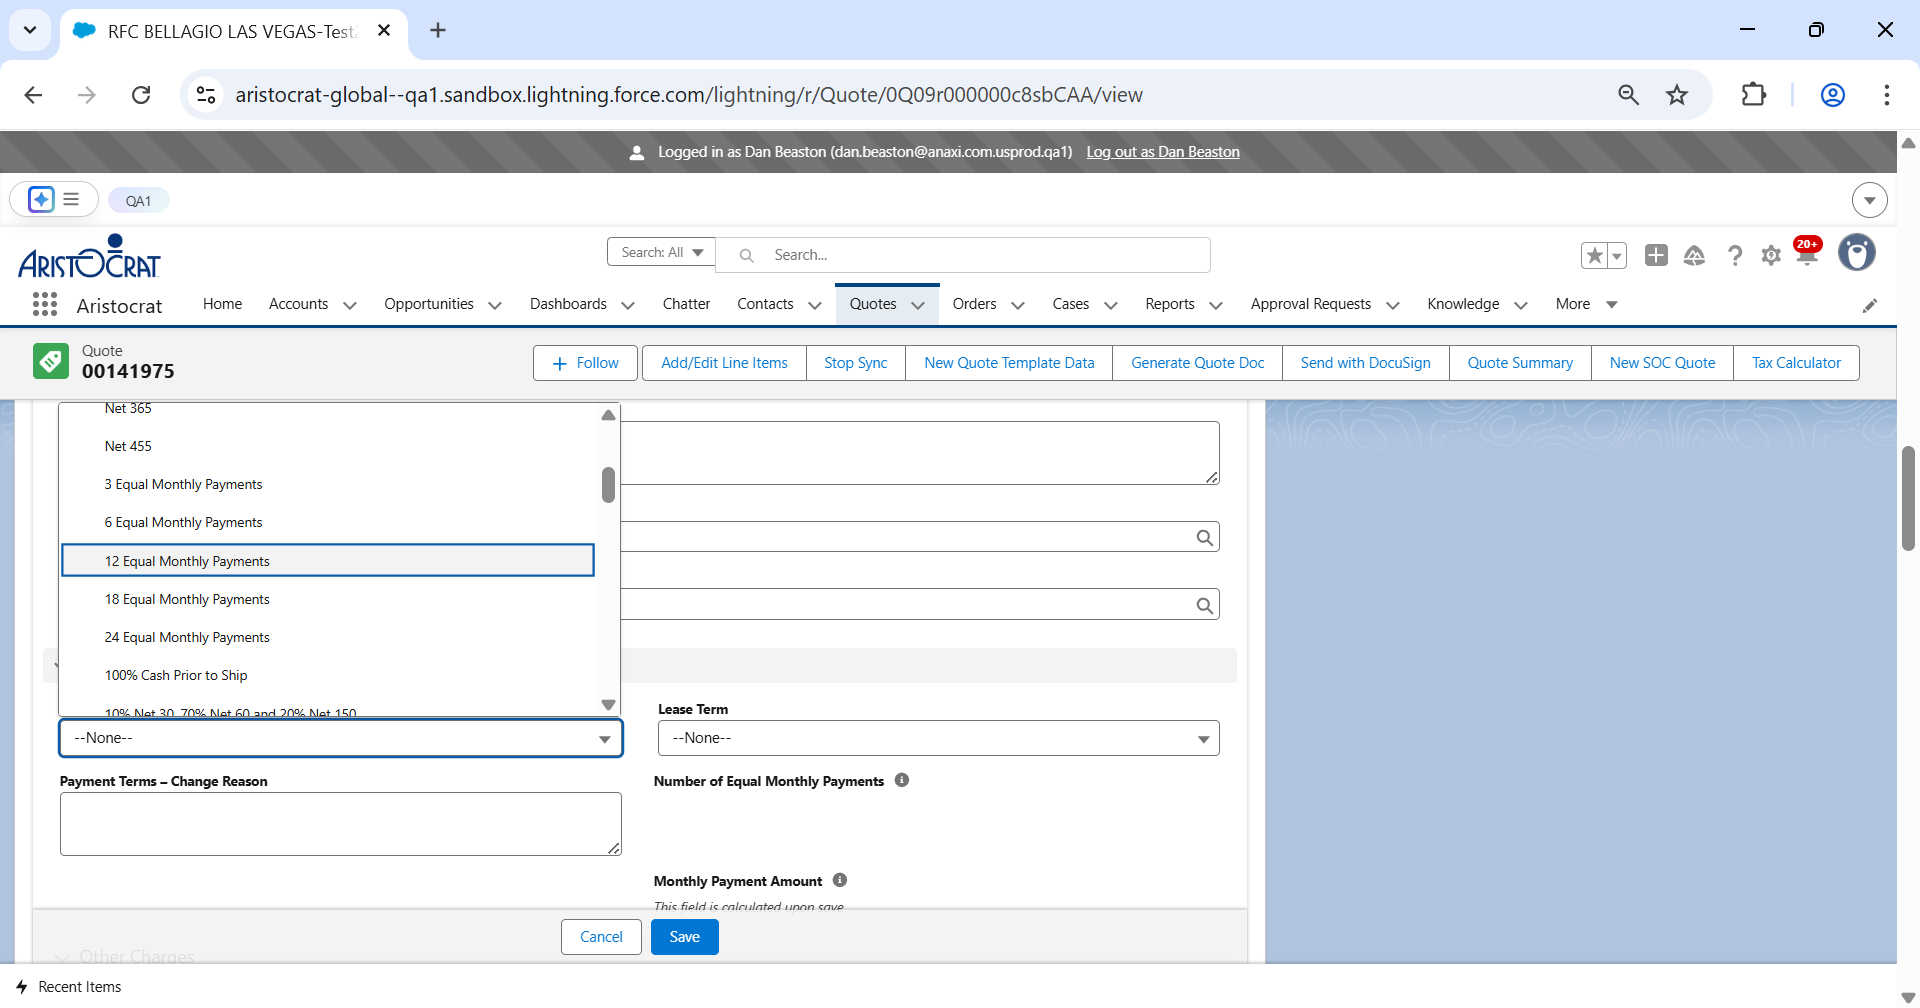 RFC BELLAGIO LAS VEGAS-Test
aristocrat-global--qa1.sandbox.lightning.force.com/lightning/r/Quote/0Q09r000000c8sbCAA/view
Logged in as Dan Beaston (dan.beaston@anaxi.com.usprod.qa1) Log out as Dan Beaston
QA1
ARISTOCRAT
Search: All
Search...
20+
Aristocrat
Home
Accounts
Opportunities
Dashboards
Chatter
Contacts
Quotes
Orders
Cases
Reports
Approval Requests
Knowledge
More
Quote
00141975
Follow
Add/Edit Line Items
Stop Sync
New Quote Template Data
Generate Quote Doc
Send with DocuSign
Quote Summary
New SOC Quote
Tax Calculator
Net 365
Net 455
3 Equal Monthly Payments
6 Equal Monthly Payments
12 Equal Monthly Payments
18 Equal Monthly Payments
24 Equal Monthly Payments
100% Cash Prior to Ship
10% Net 30, 70% Net 60 and 20% Net 150
--None--
Lease Term
--None--
Payment Terms – Change Reason
Number of Equal Monthly Payments
Monthly Payment Amount
This field is calculated upon save
Cancel
Save
Other Charges
Recent Items